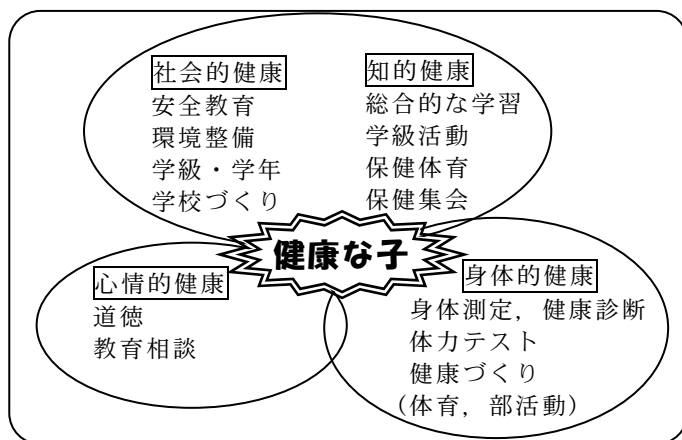 社会的健康
安全教育
環境整備
学級・学年
学校づくり
知的健康
総合的な学習
学級活動
保健体育
保健集会
健康な子
心情的健康
道徳
教育相談
身体的健康
身体測定，健康診断
体力テスト
健康づくり
（体育，部活動）